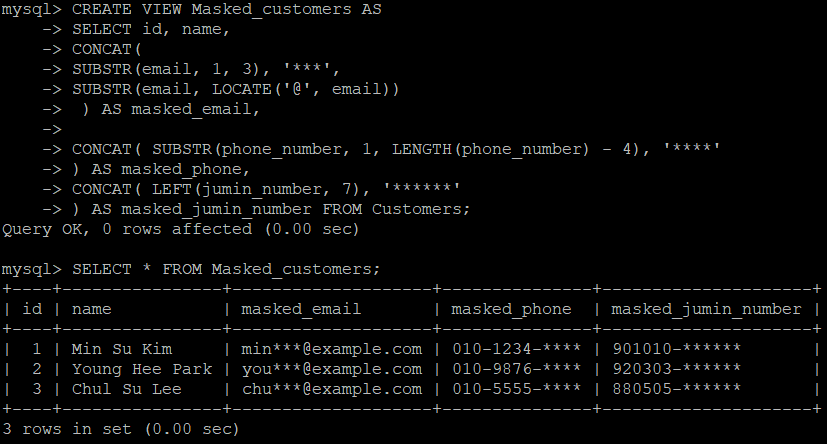 mysql> CREATE VIEW Masked_customers AS
    -> SELECT id, name,
    -> CONCAT(
    -> SUBSTR(email, 1, 3), '***',
    -> SUBSTR(email, LOCATE('@', email))
    ->  ) AS masked_email,
    ->
    -> CONCAT( SUBSTR(phone_number, 1, LENGTH(phone_number) - 4), '****'
    -> ) AS masked_phone,
    -> CONCAT( LEFT(jumin_number, 7), '******'
    -> ) AS masked_jumin_number FROM Customers;
Query OK, 0 rows affected (0.00 sec)

mysql> SELECT * FROM Masked_customers;
+----+----------------+--------------------+---------------+---------------------+
| id | name           | masked_email       | masked_phone  | masked_jumin_number |
+----+----------------+--------------------+---------------+---------------------+
|  1 | Min Su Kim     | min***@example.com | 010-1234-**** | 901010-******       |
|  2 | Young Hee Park | you***@example.com | 010-9876-**** | 920303-******       |
|  3 | Chul Su Lee    | chu***@example.com | 010-5555-**** | 880505-******       |
+----+----------------+--------------------+---------------+---------------------+
3 rows in set (0.00 sec)